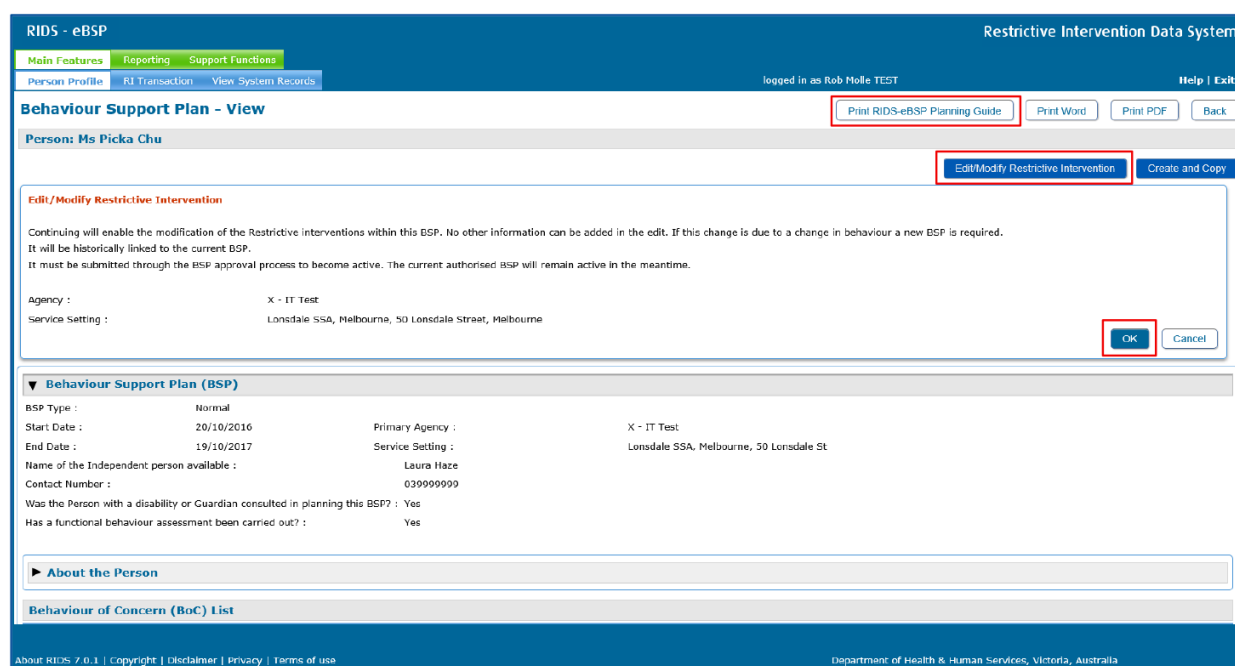 RIDS - eBSP
Restrictive Intervention Data System
Main Features Reporting Support Functions
Person Profile RI Transaction View System Records logged in as Rob Molle TEST Help | Exit
Behaviour Support Plan - View Print RIDS-eBSP Planning Guide Print Word Print PDF Back
Person: Ms Picka Chu
Edit/Modify Restrictive Intervention Create and Copy
Edit/Modify Restrictive Intervention
Continuing will enable the modification of the Restrictive interventions within this BSP. No other information can be added in the edit. If this change is due to a change in behaviour a new BSP is required.
It will be historically linked to the current BSP.
It must be submitted through the BSP approval process to become active. The current authorised BSP will remain active in the meantime.
Agency : X - IT Test
Service Setting : Lonsdale SSA, Melbourne, 50 Lonsdale Street, Melbourne
OK Cancel
Behaviour Support Plan (BSP)
BSP Type : Normal
Start Date : 20/10/2016 Primary Agency : X - IT Test
End Date : 19/10/2017 Service Setting : Lonsdale SSA, Melbourne, 50 Lonsdale St
Name of the Independent person available : Laura Haze
Contact Number : 039999999
Was the Person with a disability or Guardian consulted in planning this BSP? : Yes
Has a functional behaviour assessment been carried out? : Yes
About the Person
Behaviour of Concern (BoC) List
About RIDS 7.0.1 | Copyright | Disclaimer | Privacy | Terms of use Department of Health & Human Services, Victoria, Australia